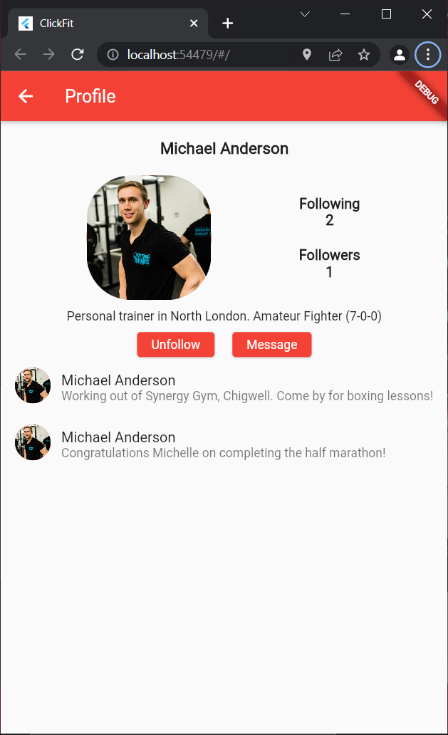 ClickFit
localhost:54479/#/
Profile
DEBUG
Michael Anderson
Following
2
Followers
1
Personal trainer in North London. Amateur Fighter (7-0-0)
Unfollow
Message
Michael Anderson
Working out of Synergy Gym, Chigwell. Come by for boxing lessons!
Michael Anderson
Congratulations Michelle on completing the half marathon!